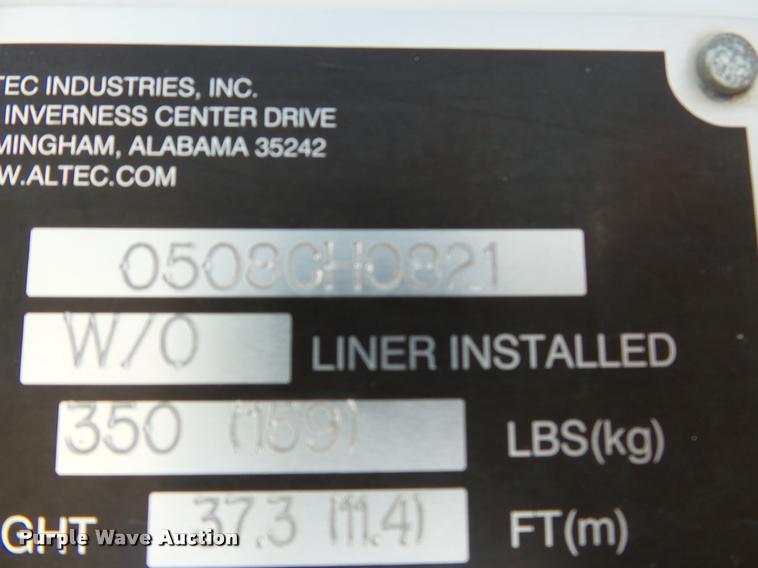 TEC INDUSTRIES, INC.
INVERNESS CENTER DRIVE
MINGHAM, ALABAMA 35242
W.ALTEC.COM
0508CH0821
W/O LINER INSTALLED
350 (159) LBS(kg)
GHT 37.3 (11.4) FT(m)
Purple Wave Auction